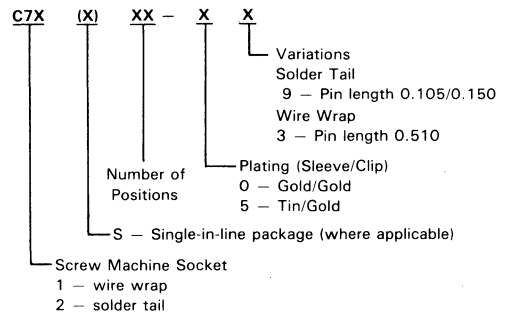 C7X (X) XX – X X
Variations
Solder Tail
9 – Pin length 0.105/0.150
Wire Wrap
3 – Pin length 0.510
Number of
Positions
Plating (Sleeve/Clip)
0 – Gold/Gold
5 – Tin/Gold
S – Single-in-line package (where applicable)
Screw Machine Socket
1 – wire wrap
2 – solder tail